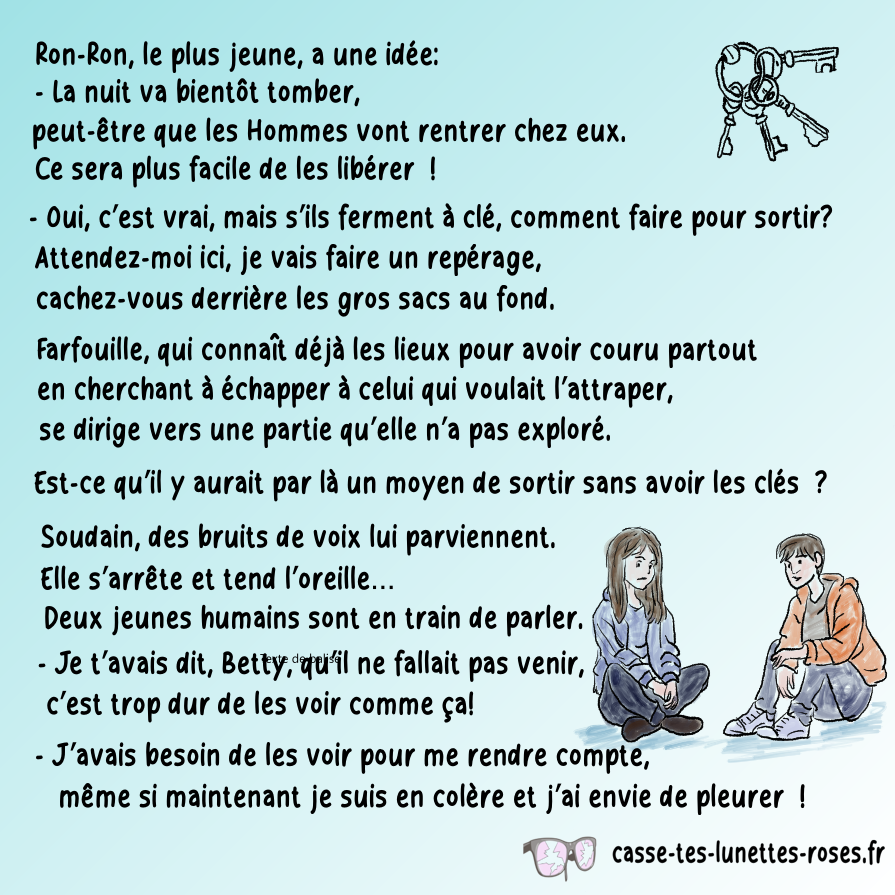 Ron-Ron, le plus jeune, a une idée:
- La nuit va bientôt tomber,
peut-être que les Hommes vont rentrer chez eux.
Ce sera plus facile de les libérer !
- Oui, c'est vrai, mais s'ils ferment à clé, comment faire pour sortir?
Attendez-moi ici, je vais faire un repérage,
cachez-vous derrière les gros sacs au fond.
Farfouille, qui connaît déjà les lieux pour avoir couru partout
en cherchant à échapper à celui qui voulait l'attraper,
se dirige vers une partie qu'elle n'a pas exploré.
Est-ce qu'il y aurait par là un moyen de sortir sans avoir les clés ?
Soudain, des bruits de voix lui parviennent.
Elle s'arrête et tend l'oreille...
Deux jeunes humains sont en train de parler.
- Je t'avais dit, Betty, qu'il ne fallait pas venir,
Texte de balise
c'est trop dur de les voir comme ça!
- J'avais besoin de les voir pour me rendre compte,
même si maintenant je suis en colère et j'ai envie de pleurer !
casse-tes-lunettes-roses.fr